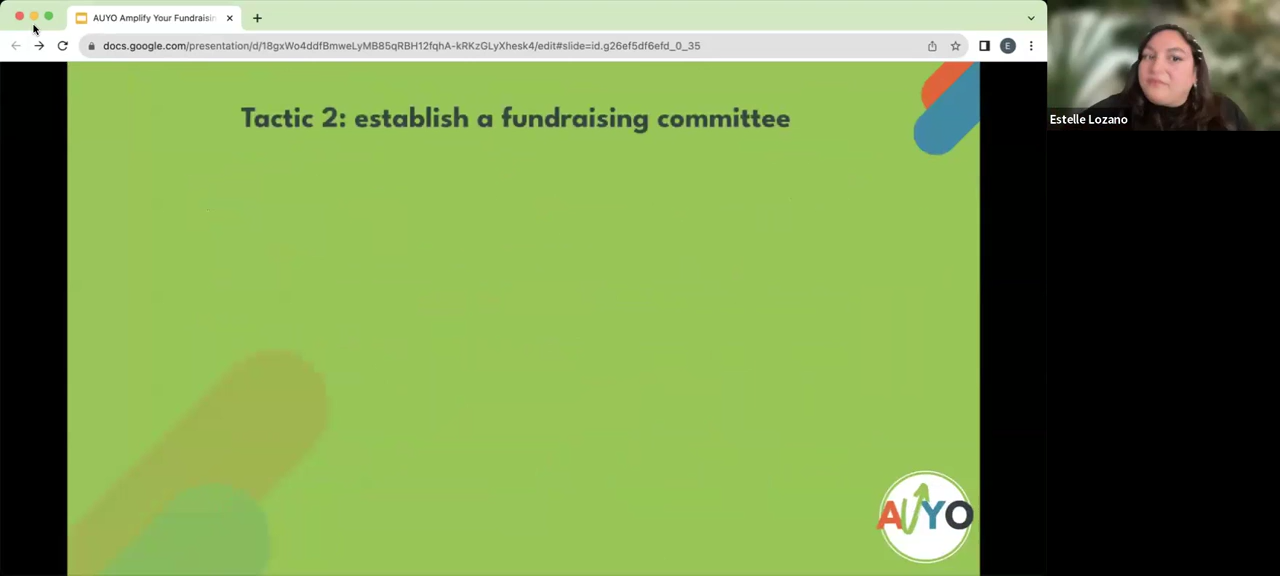 AUYO Amplify Your Fundraisin
docs.google.com/presentation/d/18gxWo4ddfBmweLyMB85qRBH12fqhA-kRKzGLyXhesk4/edit#slide=id.g26ef5df6efd_0_35
E
Tactic 2: establish a fundraising committee
Estelle Lozano
AUYO